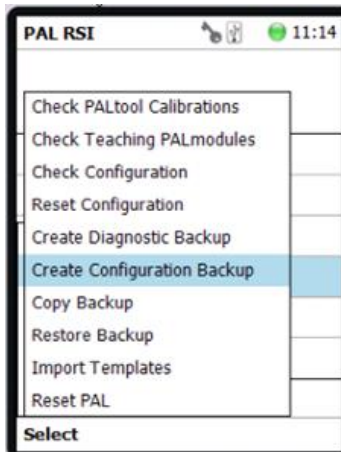 PAL RSI 11:14
Check PALtool Calibrations
Check Teaching PALmodules
Check Configuration
Reset Configuration
Create Diagnostic Backup
Create Configuration Backup
Copy Backup
Restore Backup
Import Templates
Reset PAL
Select